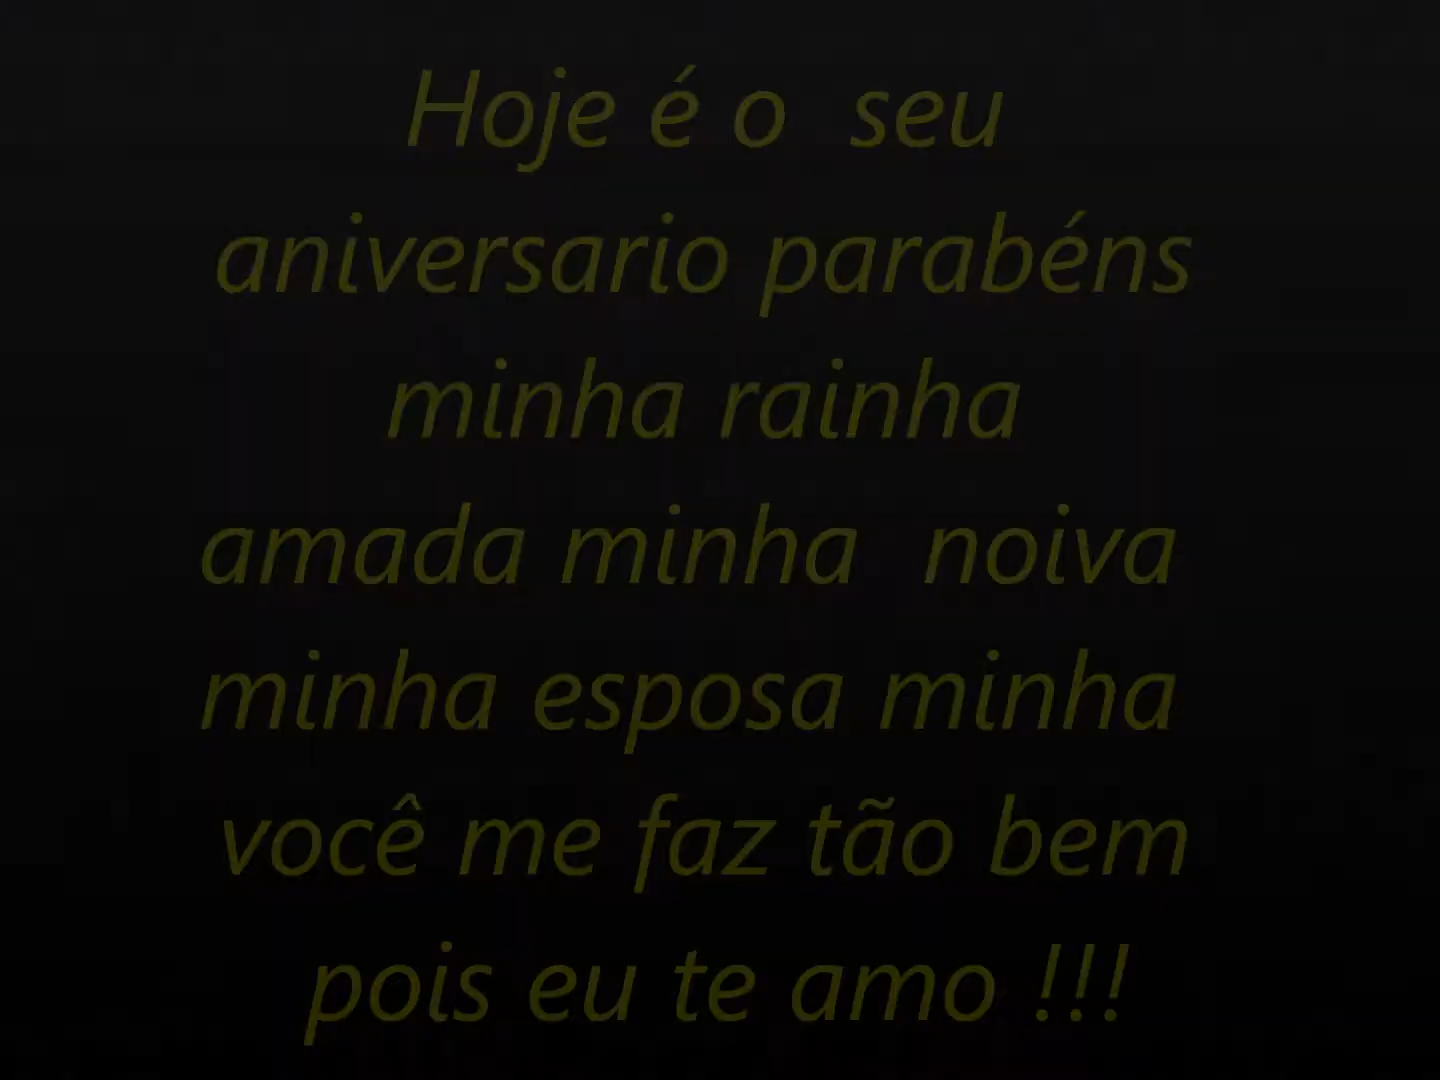 Hoje é o seu
aniversario parabéns
minha rainha
amada minha noiva
minha esposa minha
você me faz tão bem
pois eu te amo !!!